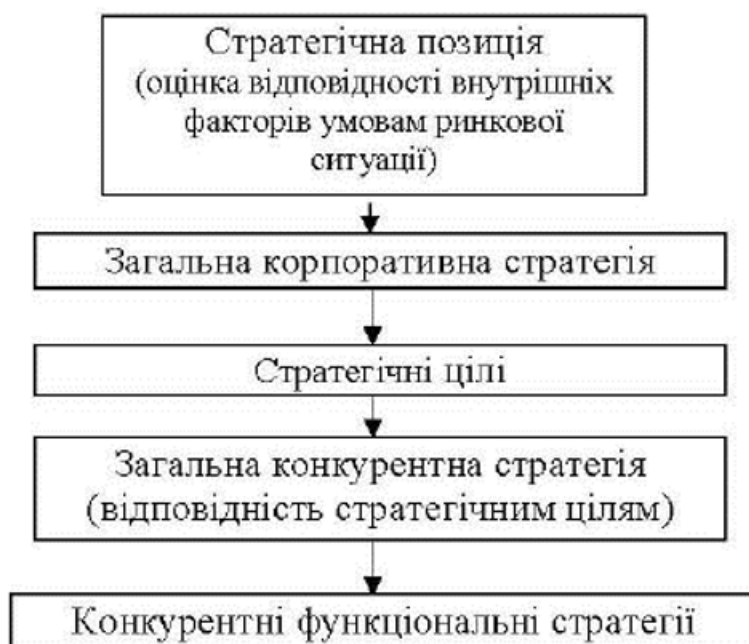 Стратегічна позиція
(оцінка відповідності внутрішніх
факторів умовам ринкової
ситуації)
Загальна корпоративна стратегія
Стратегічні цілі
Загальна конкурентна стратегія
(відповідність стратегічним цілям)
Конкурентні функціональні стратегії